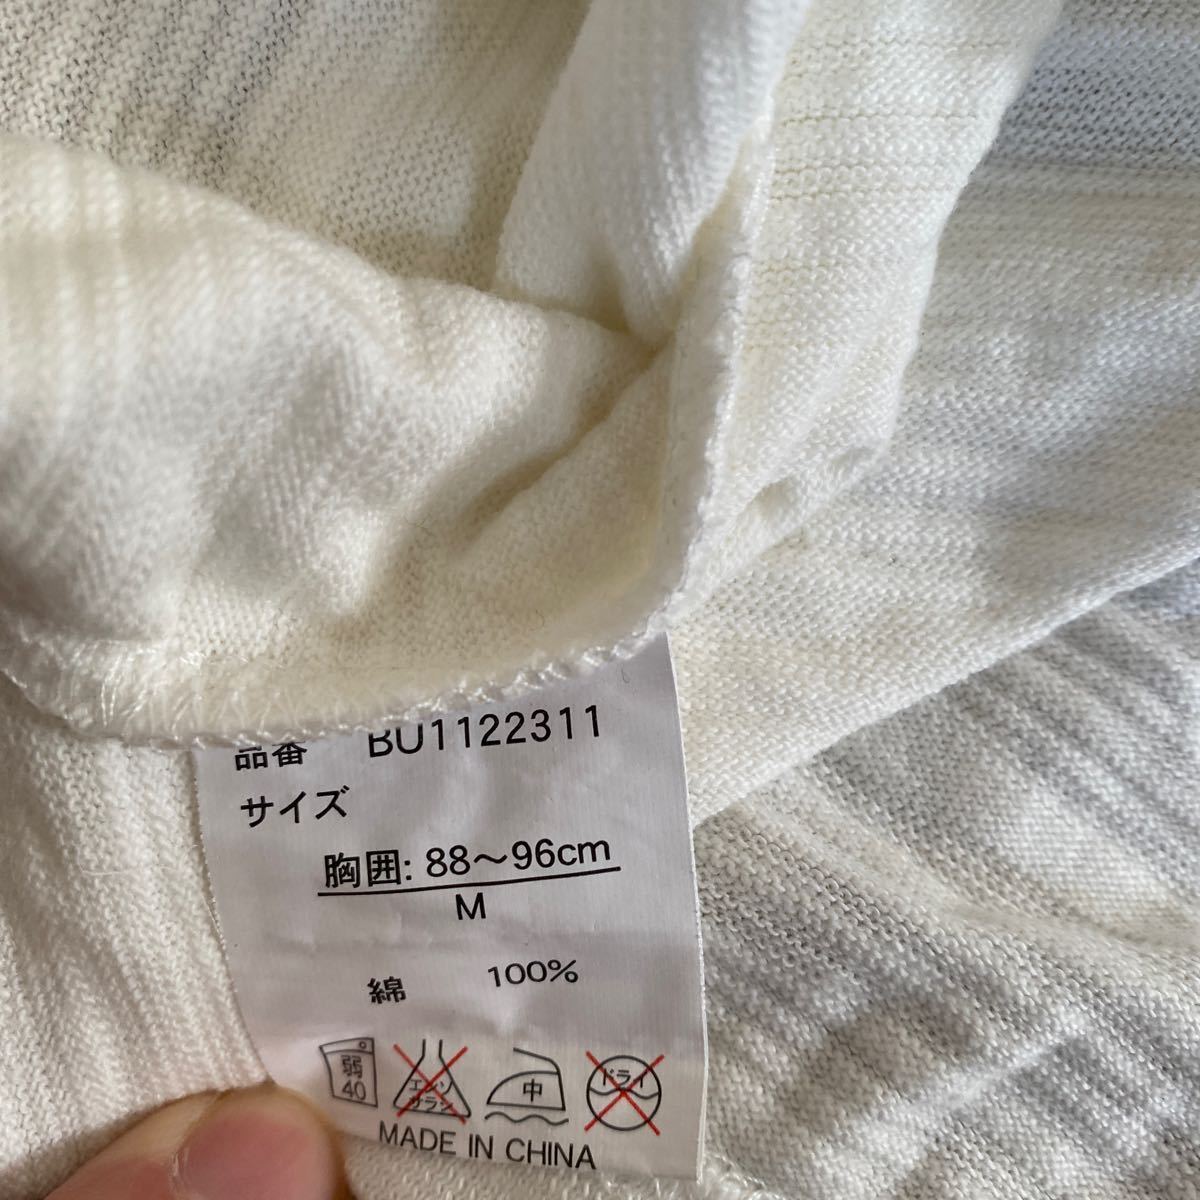 品番 BU1122311
サイズ
胸囲: 88〜96cm
M
綿 100%
弱 40
エンソ サラシ
中
ドライ
MADE IN CHINA